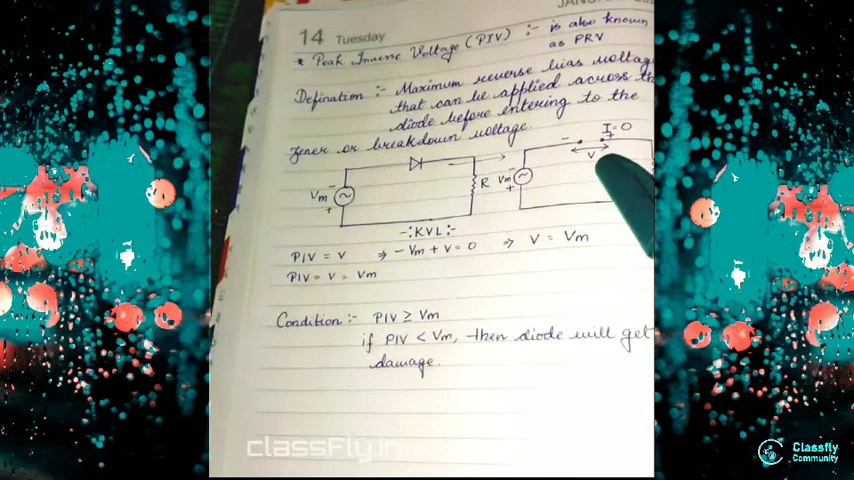 14 Tuesday
* Peak Inverse Voltage (PIV) :- is also known
as PRV
Defination :- Maximum reverse bias voltage
that can be applied across th
diode before entering to the
zener or breakdown voltage.
I=0
Vm - + ~ R
Vm - + ~ - + V
-:KVL:-
PIV = V ⇒ -Vm + V = 0 ⇒ V = Vm
PIV = V = Vm
Condition :- PIV ≥ Vm
if PIV < Vm, then diode will get
damage.
classFly.in
Classfly
Community